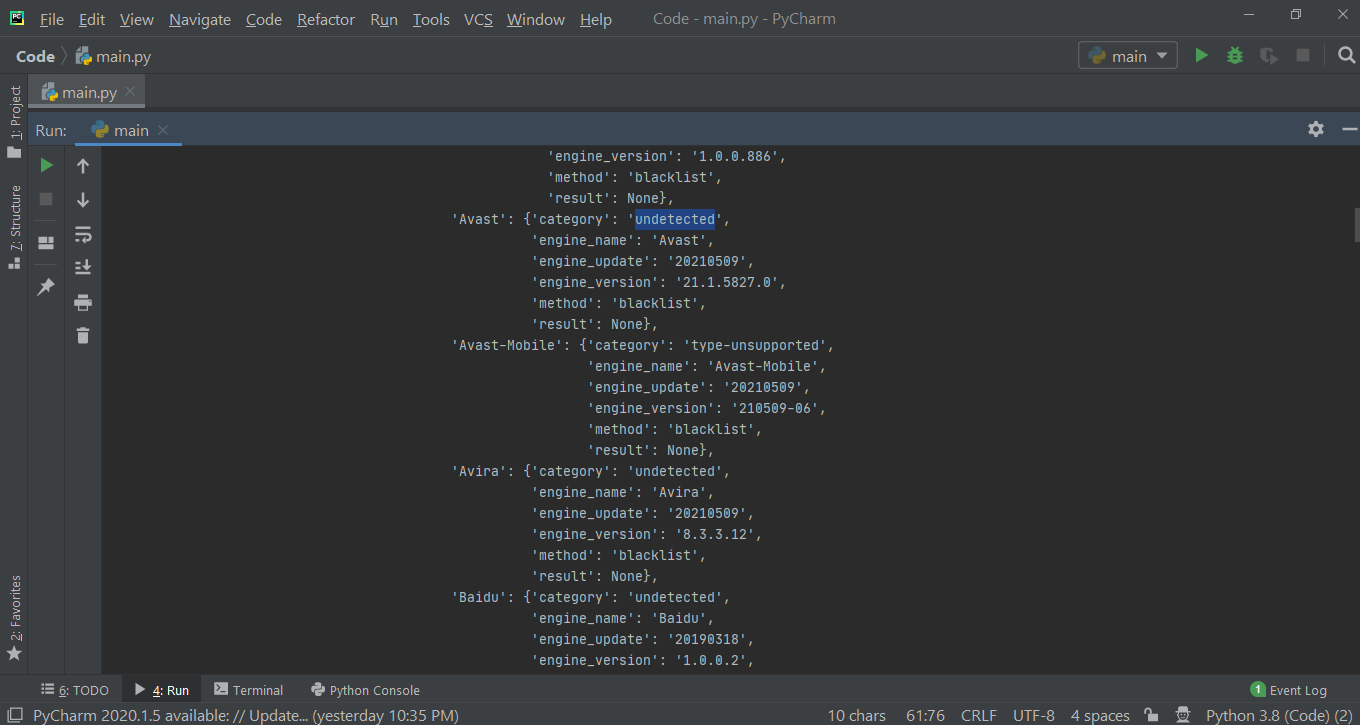 File Edit View Navigate Code Refactor Run Tools VCS Window Help Code - main.py - PyCharm
Code main.py main
main.py
1: Project
Run: main
'engine_version': '1.0.0.886',
'method': 'blacklist',
'result': None},
7: Structure
'Avast': {'category': 'undetected',
'engine_name': 'Avast',
'engine_update': '20210509',
'engine_version': '21.1.5827.0',
'method': 'blacklist',
'result': None},
'Avast-Mobile': {'category': 'type-unsupported',
'engine_name': 'Avast-Mobile',
'engine_update': '20210509',
'engine_version': '210509-06',
'method': 'blacklist',
'result': None},
'Avira': {'category': 'undetected',
'engine_name': 'Avira',
'engine_update': '20210509',
'engine_version': '8.3.3.12',
'method': 'blacklist',
'result': None},
'Baidu': {'category': 'undetected',
'engine_name': 'Baidu',
'engine_update': '20190318',
'engine_version': '1.0.0.2',
2: Favorites
6: TODO 4: Run Terminal Python Console 1 Event Log
PyCharm 2020.1.5 available: // Update... (yesterday 10:35 PM) 10 chars 61:76 CRLF UTF-8 4 spaces Python 3.8 (Code) (2)